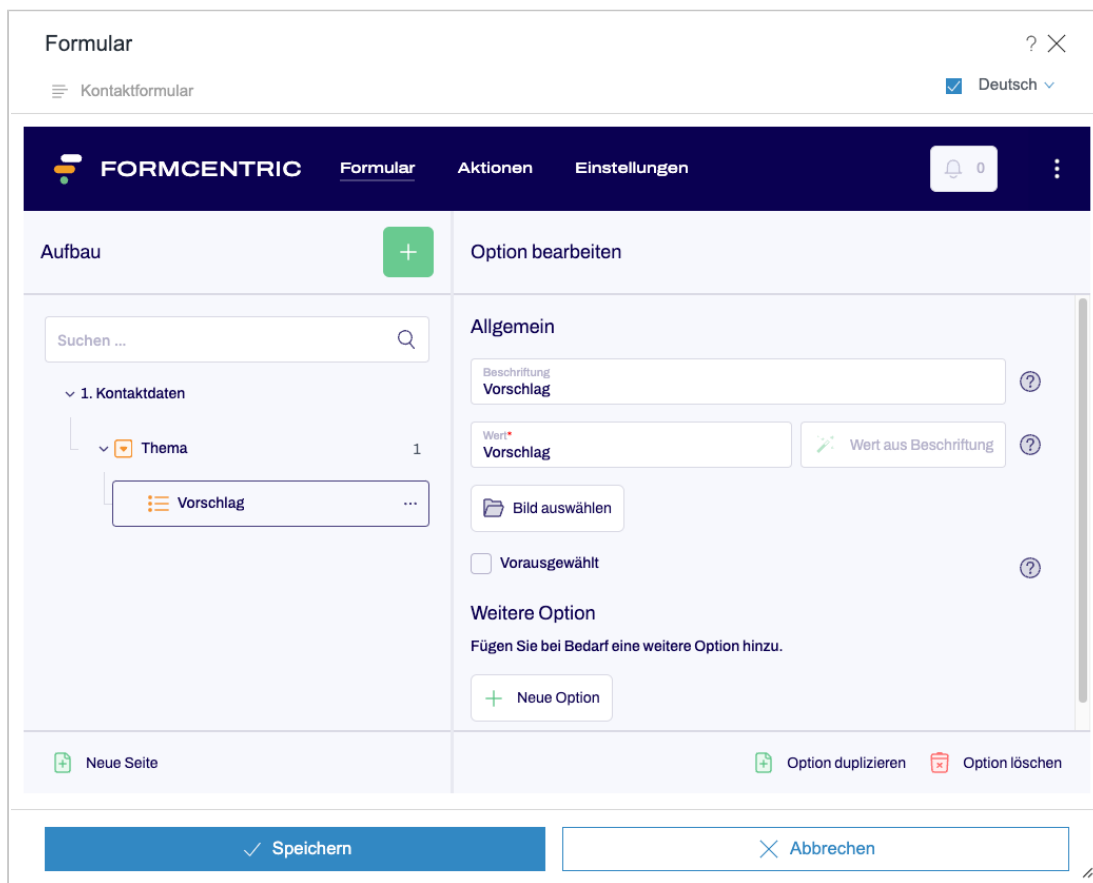 Formular
?
Kontaktformular
Deutsch
FORMCENTRIC
Formular
Aktionen
Einstellungen
0
Aufbau
Option bearbeiten
Suchen ...
1. Kontaktdaten
Thema
1
Vorschlag
...
Allgemein
Beschriftung
Vorschlag
?
Wert*
Vorschlag
Wert aus Beschriftung
?
Bild auswählen
Vorausgewählt
?
Weitere Option
Fügen Sie bei Bedarf eine weitere Option hinzu.
Neue Option
Neue Seite
Option duplizieren
Option löschen
Speichern
Abbrechen